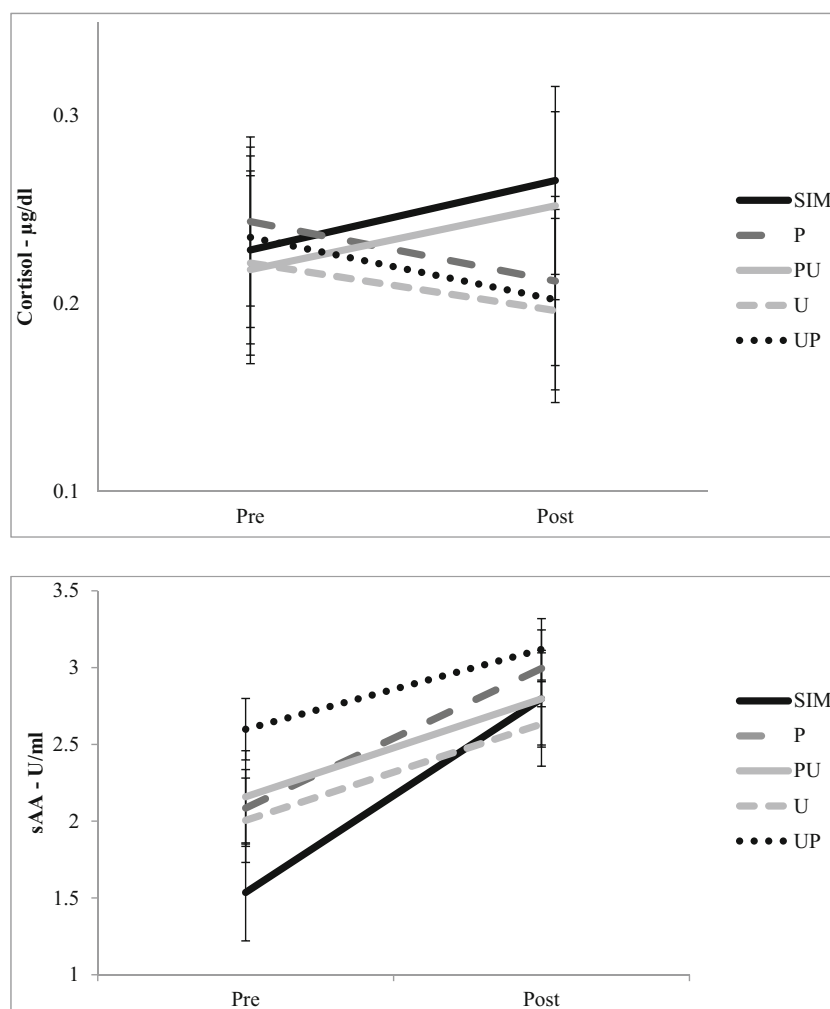 0.3
0.2
0.1
Cortisol - µg/dl
Pre
Post
SIM
P
PU
U
UP
3.5
3
2.5
2
1.5
1
sAA - U/ml
Pre
Post
SIM
P
PU
U
UP